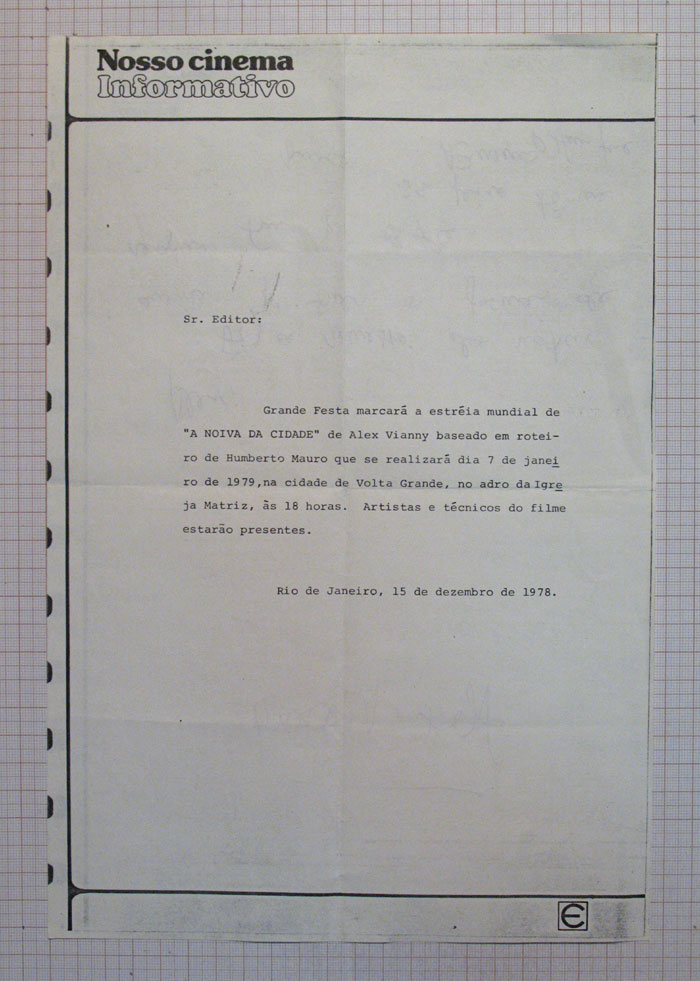 Nosso cinema
Informativo
Sr. Editor:
Grande Festa marcará a estréia mundial de
"A NOIVA DA CIDADE" de Alex Vianny baseado em rotei-
ro de Humberto Mauro que se realizará dia 7 de janei
ro de 1979,na cidade de Volta Grande, no adro da Igre
ja Matriz, às 18 horas. Artistas e técnicos do filme
estarão presentes.
Rio de Janeiro, 15 de dezembro de 1978.